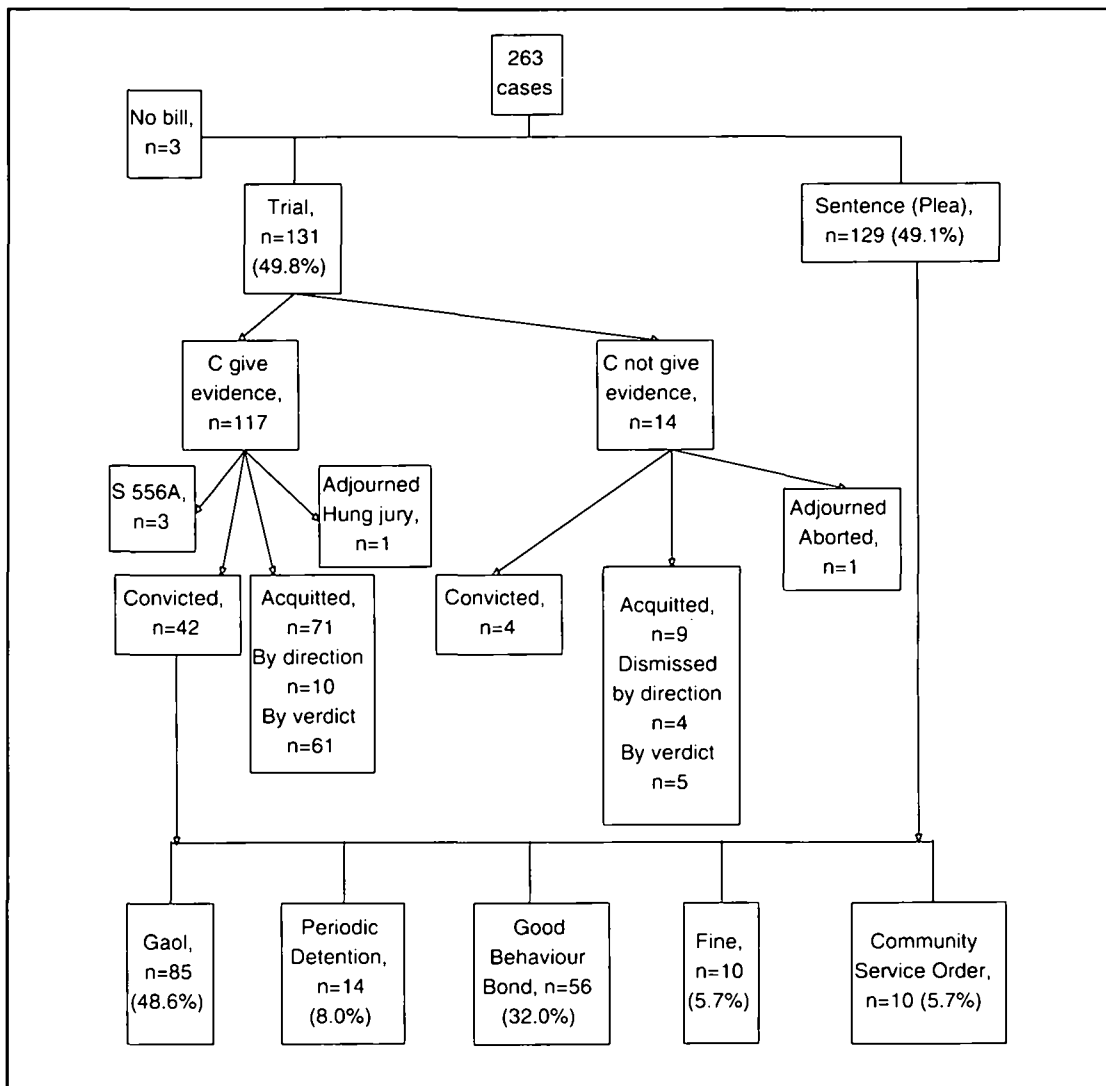 263
cases
No bill,
n=3
Trial,
n=131
(49.8%)
Sentence (Plea),
n=129 (49.1%)
C give
evidence,
n=117
C not give
evidence,
n=14
S 556A,
n=3
Adjourned
Hung jury,
n=1
Convicted,
n=42
Acquitted,
n=71
By direction
n=10
By verdict
n=61
Convicted,
n=4
Acquitted,
n=9
Dismissed
by direction
n=4
By verdict
n=5
Adjourned
Aborted,
n=1
Gaol,
n=85
(48.6%)
Periodic
Detention,
n=14
(8.0%)
Good
Behaviour
Bond, n=56
(32.0%)
Fine,
n=10
(5.7%)
Community
Service Order,
n=10 (5.7%)